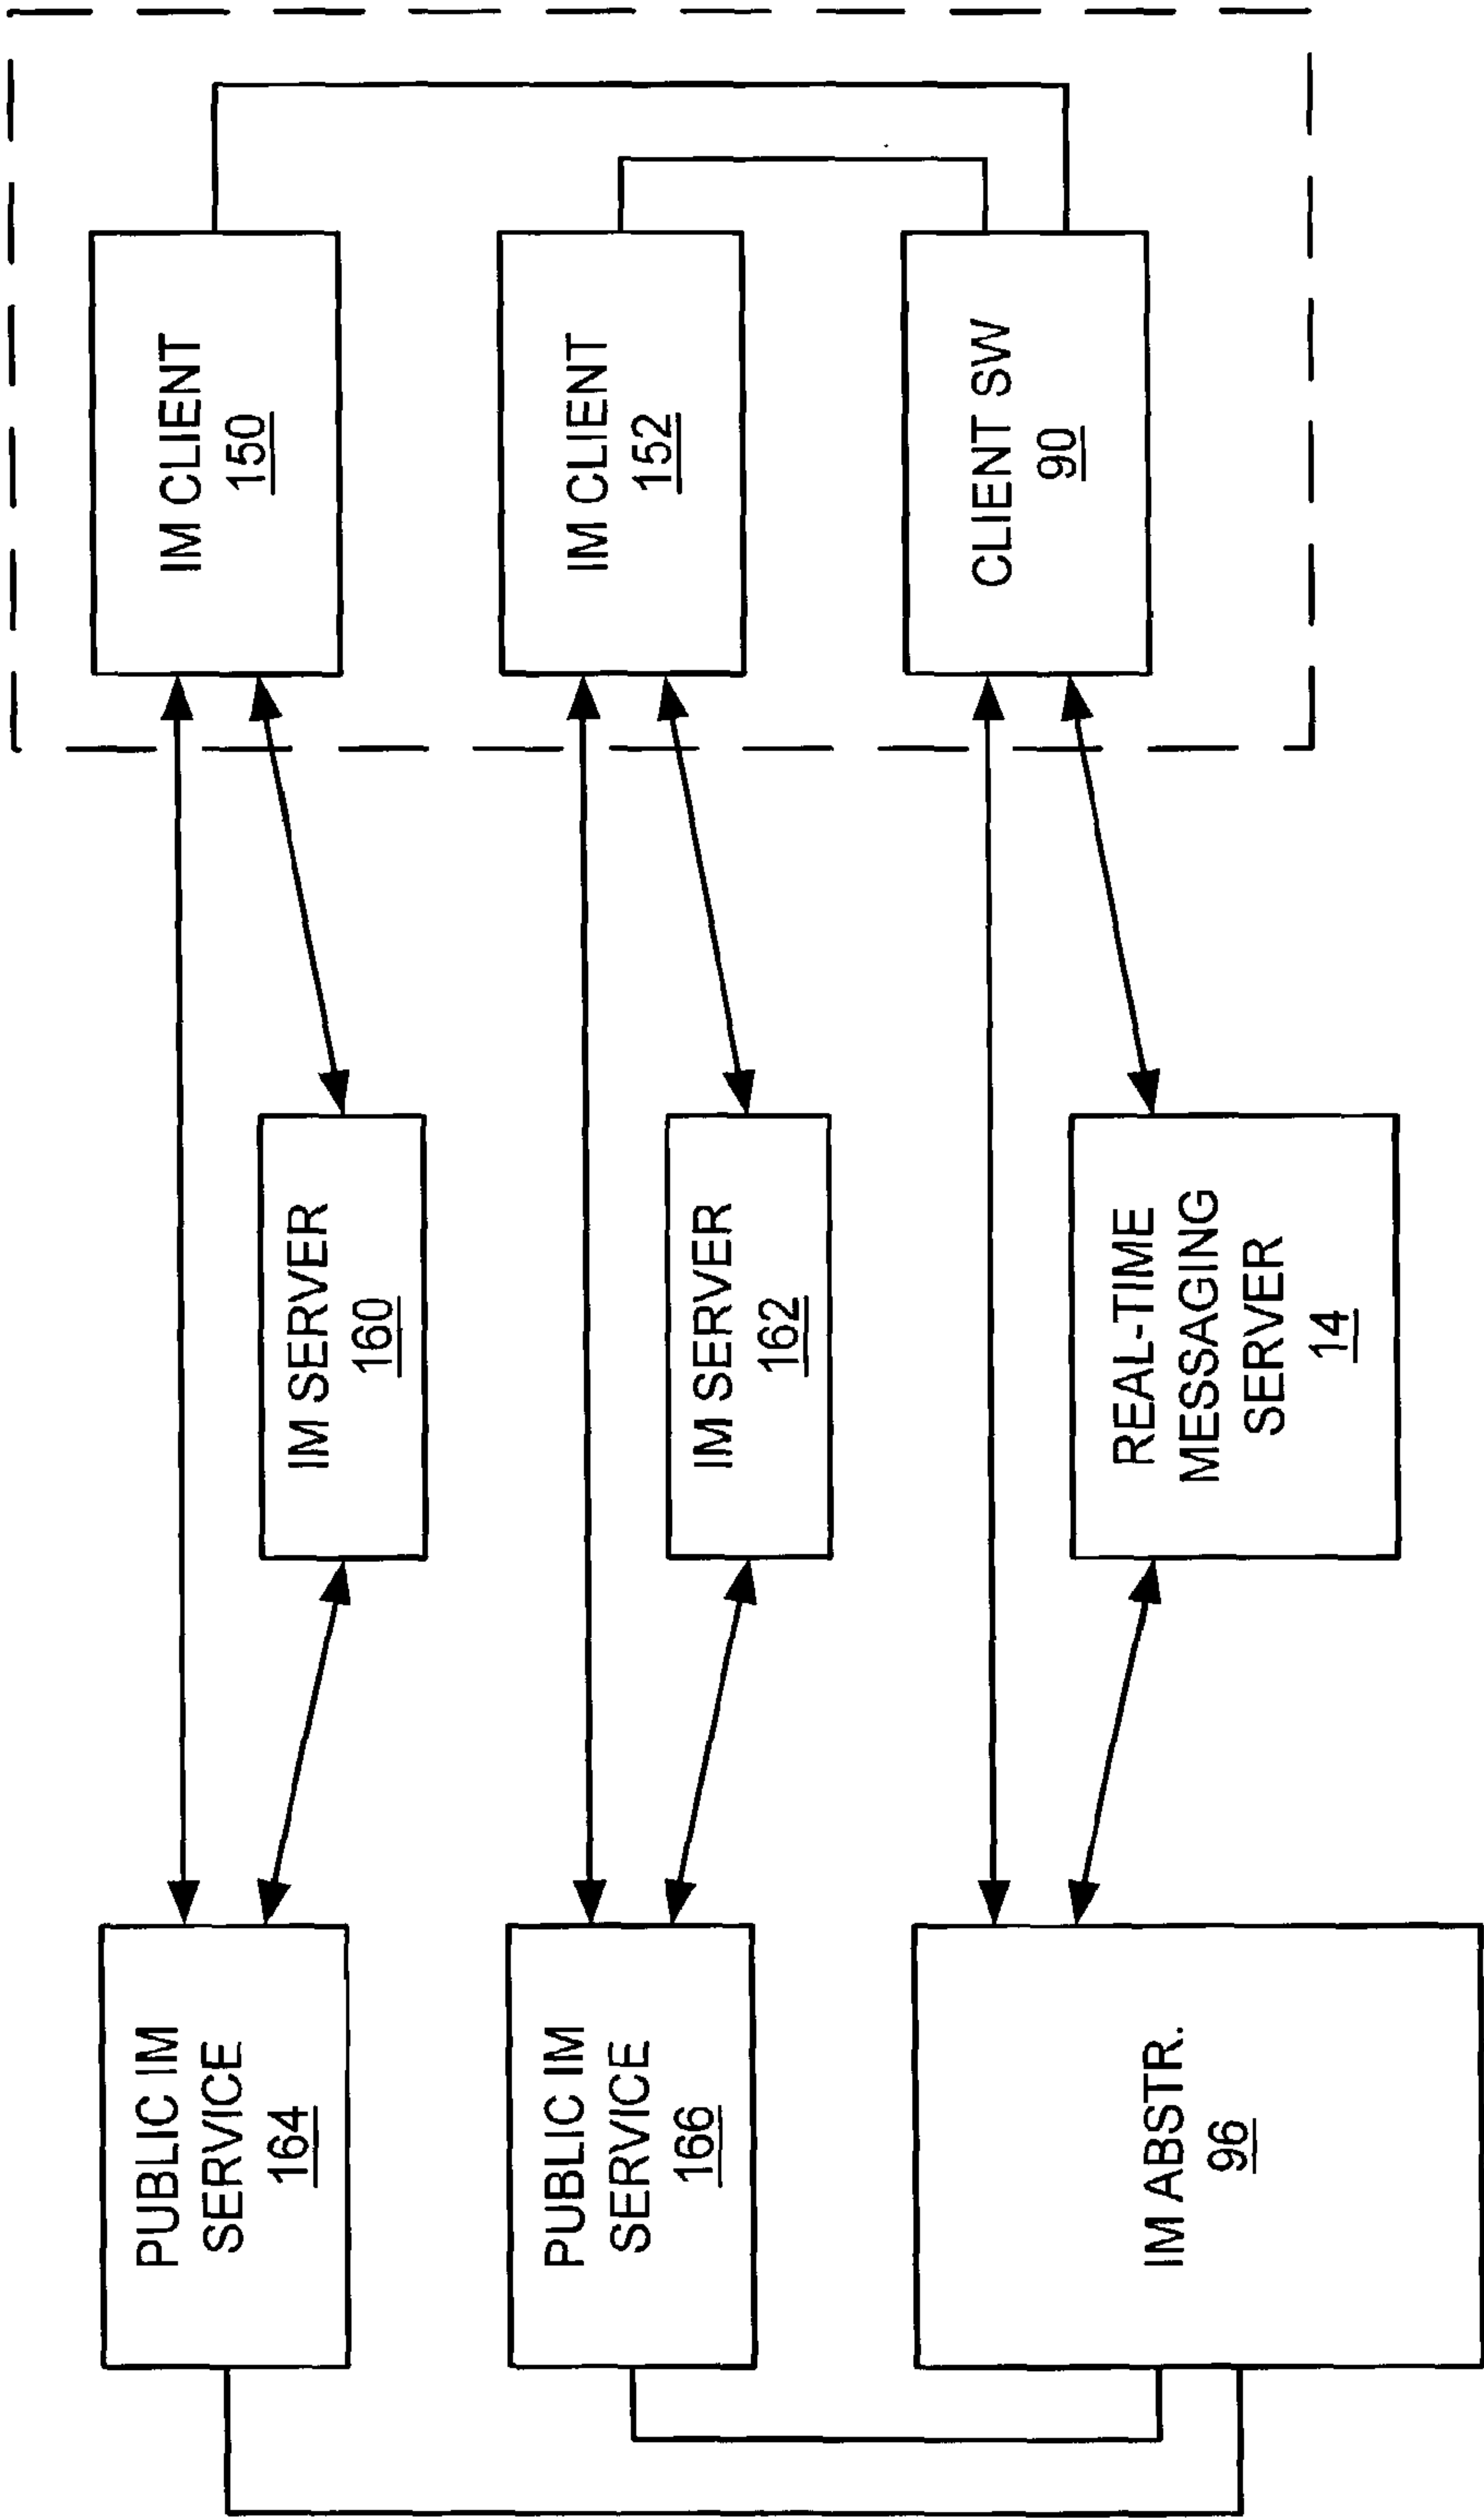 PUBLIC IM
SERVICE
164
IM SERVER
160
IM CLIENT
150
PUBLIC IM
SERVICE
166
IM SERVER
162
IM CLIENT
152
IM ABSTR.
96
REAL-TIME
MESSAGING
SERVER
14
CLIENT SW
90